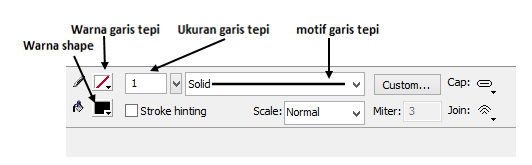 Warna garis tepi Ukuran garis tepi motif garis tepi
Warna shape
1 Solid Custom... Cap:
Stroke hinting Scale: Normal Miter: 3 Join: